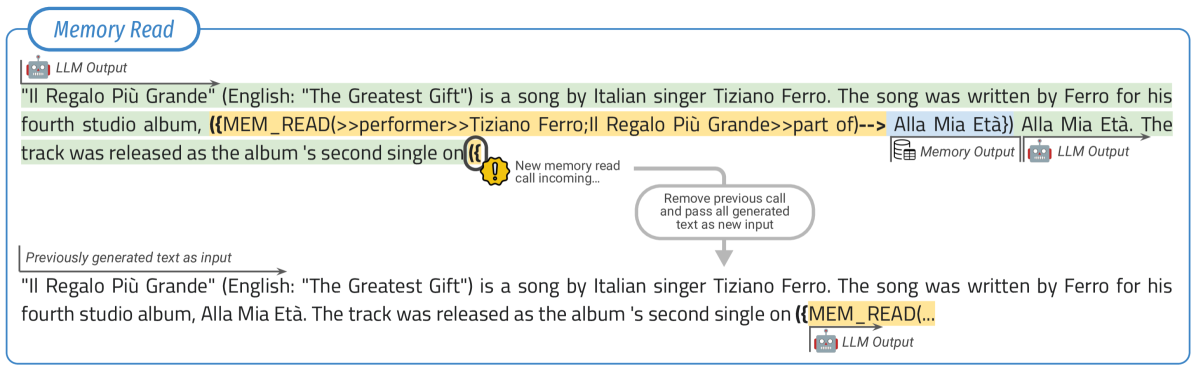 Memory Read
LLM Output
"Il Regalo Più Grande" (English: "The Greatest Gift") is a song by Italian singer Tiziano Ferro. The song was written by Ferro for his
fourth studio album, ({MEM_READ(>>performer>>Tiziano Ferro;Il Regalo Più Grande>>part of)--> Alla Mia Età}) Alla Mia Età. The
track was released as the album 's second single on ({
Memory Output
LLM Output
New memory read
call incoming...
Remove previous call
and pass all generated
text as new input
Previously generated text as input
"Il Regalo Più Grande" (English: "The Greatest Gift") is a song by Italian singer Tiziano Ferro. The song was written by Ferro for his
fourth studio album, Alla Mia Età. The track was released as the album 's second single on ({MEM_READ(...
LLM Output